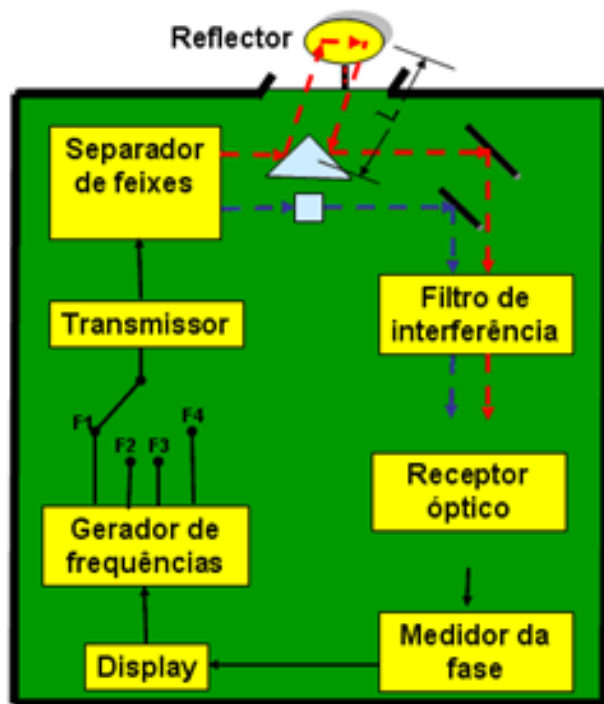 Reflector
L
Separador
de feixes
Transmissor
Filtro de
interferência
F1
F2
F3
F4
Gerador de
frequências
Receptor
óptico
Display
Medidor da
fase